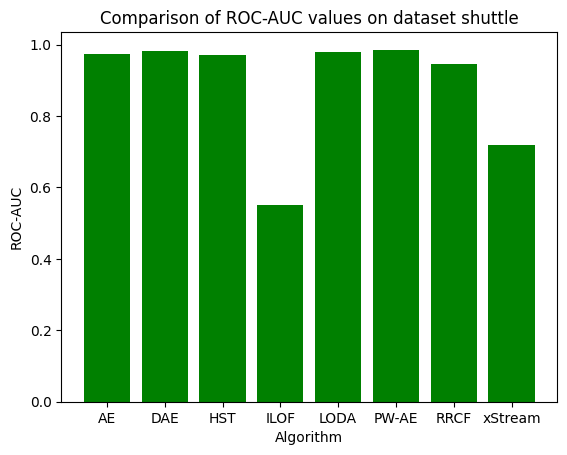 Comparison of ROC-AUC values on dataset shuttle
ROC-AUC
1.0
0.8
0.6
0.4
0.2
0.0
AE DAE HST ILOF LODA PW-AE RRCF xStream
Algorithm